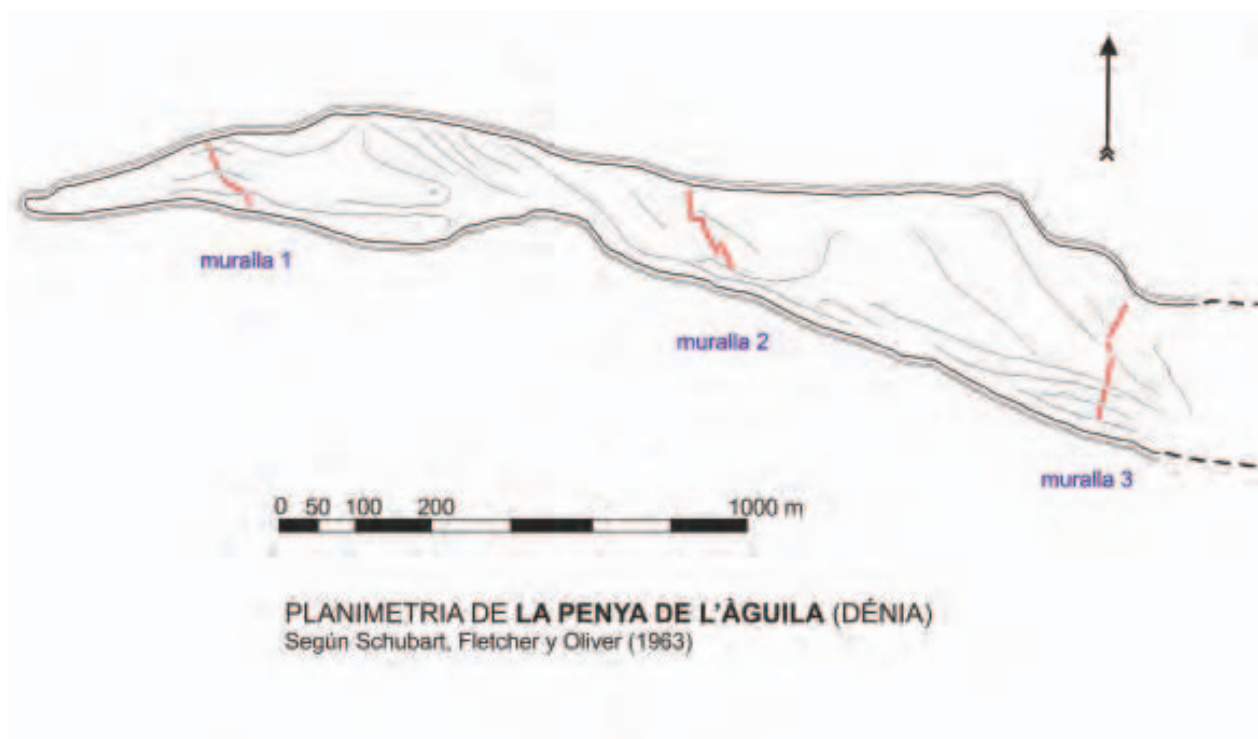 muralla 1
muralla 2
muralla 3
0 50 100 200 1000 m
PLANIMETRIA DE LA PENYA DE L'ÀGUILA (DÉNIA)
Según Schubart, Fletcher y Oliver (1963)